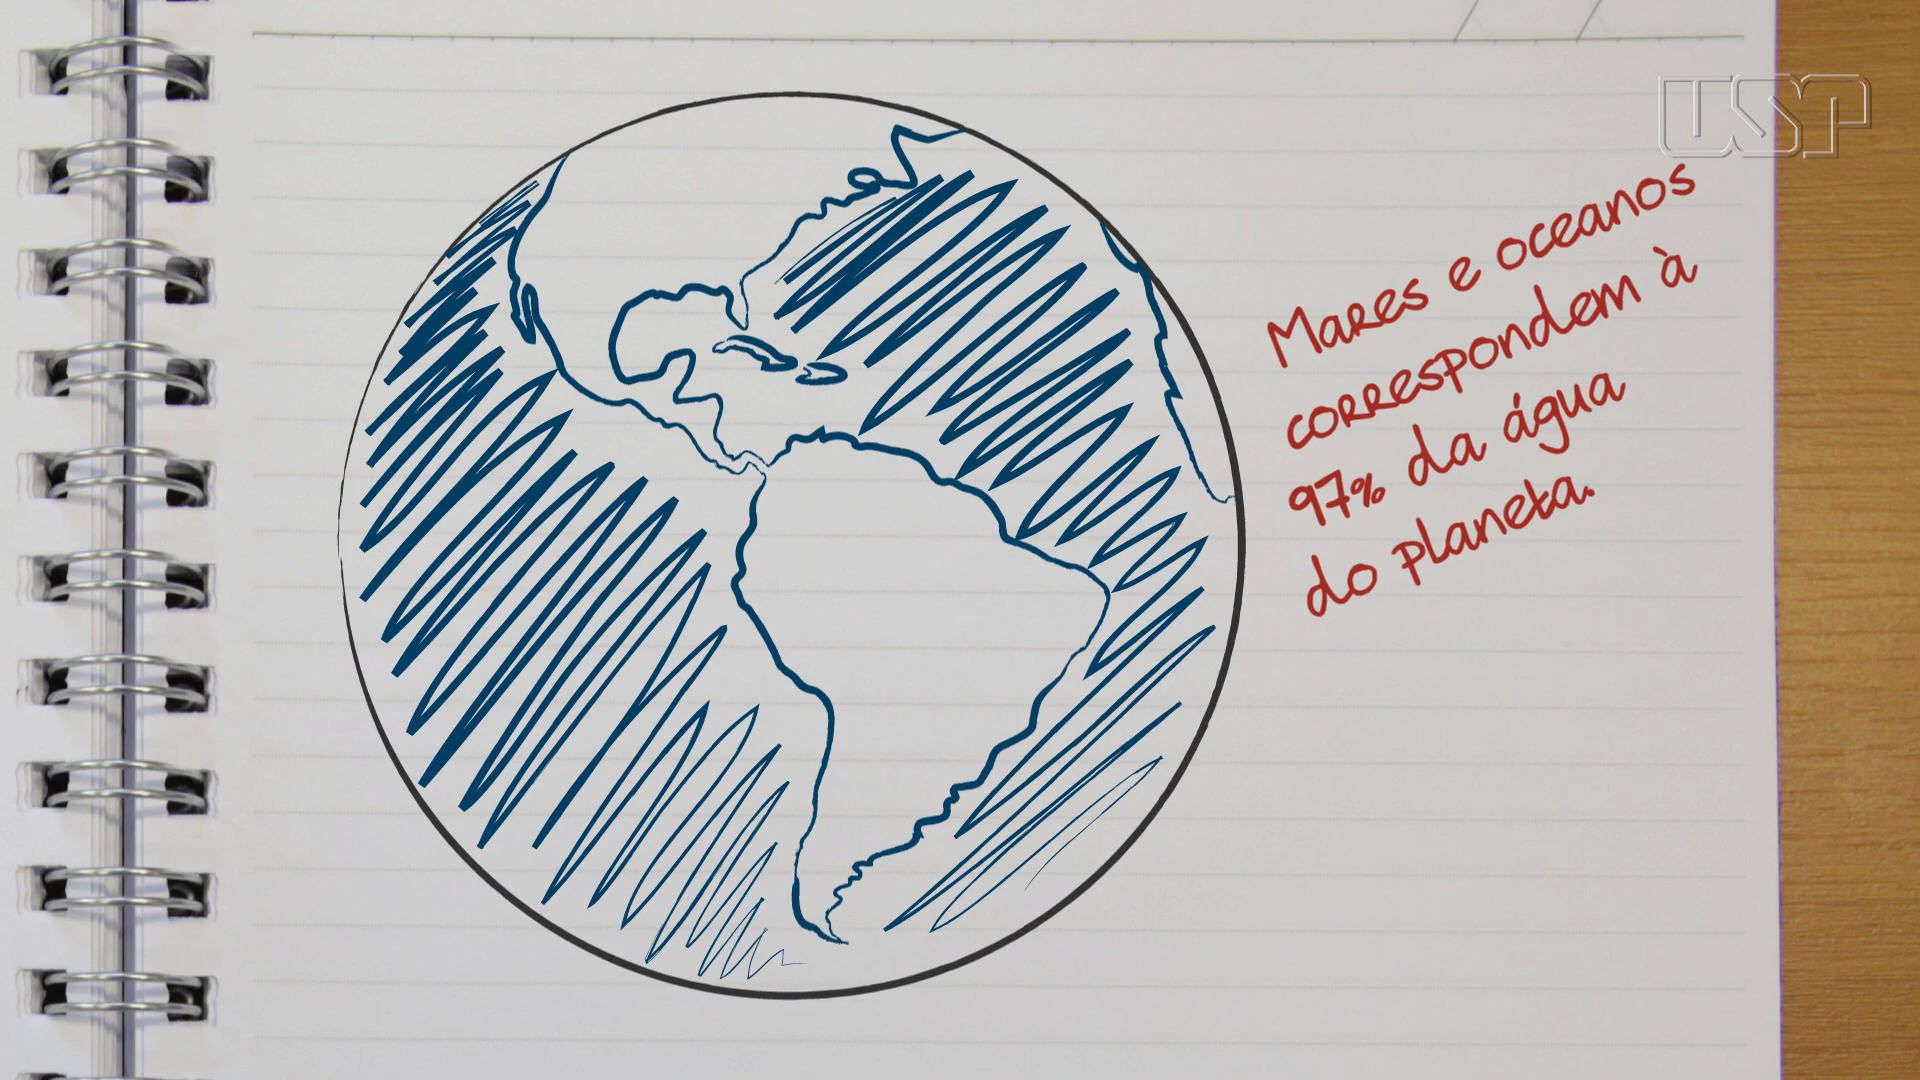 USP
Mares e oceanos
correspondem à
97% da água
do planeta.